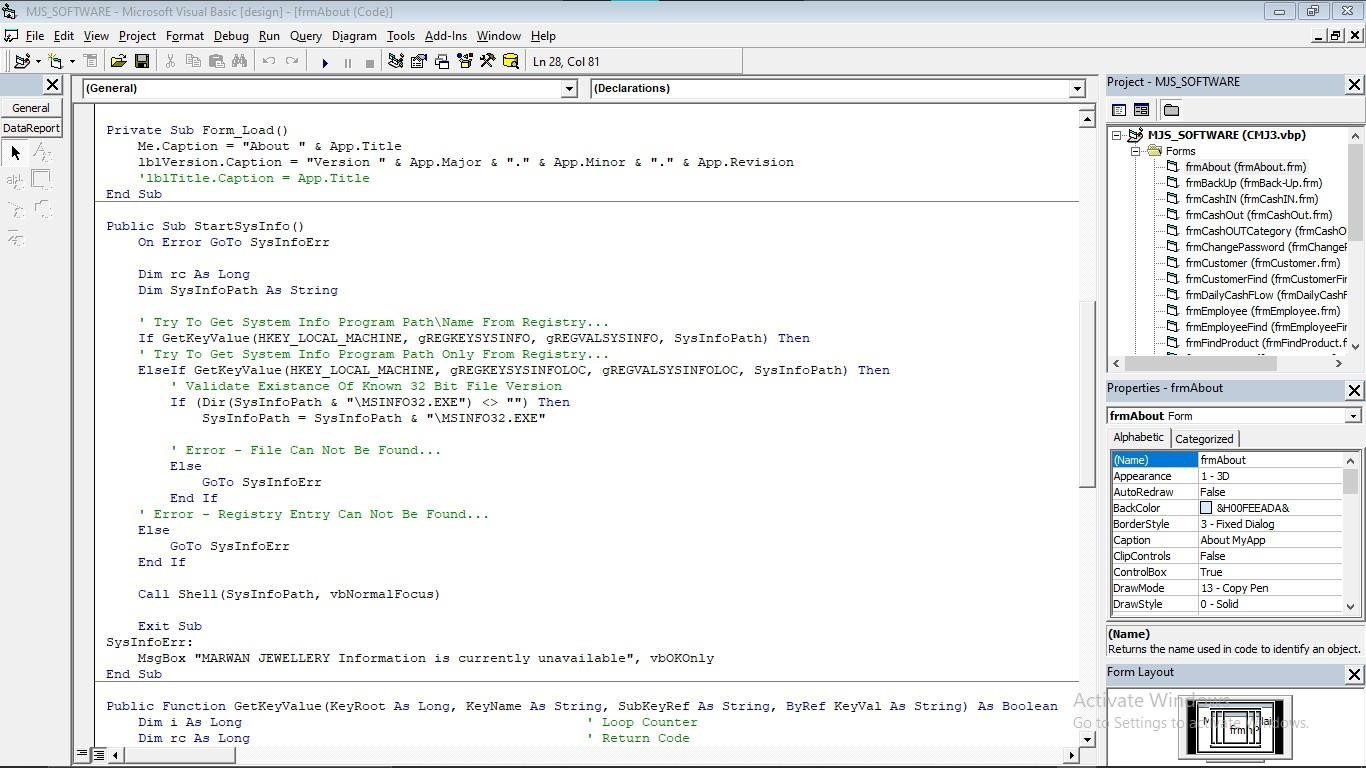 MJS_SOFTWARE - Microsoft Visual Basic [design] - [frmAbout (Code)]
File Edit View Project Format Debug Run Query Diagram Tools Add-Ins Window Help
Ln 28, Col 81
General
DataReport
(General) (Declarations)
Private Sub Form_Load()
Me.Caption = "About " & App.Title
lblVersion.Caption = "Version " & App.Major & "." & App.Minor & "." & App.Revision
'lblTitle.Caption = App.Title
End Sub
Public Sub StartSysInfo()
On Error GoTo SysInfoErr
Dim rc As Long
Dim SysInfoPath As String
' Try To Get System Info Program Path\Name From Registry...
If GetKeyValue(HKEY_LOCAL_MACHINE, gREGKEYSYSINFO, gREGVALSYSINFO, SysInfoPath) Then
' Try To Get System Info Program Path Only From Registry...
ElseIf GetKeyValue(HKEY_LOCAL_MACHINE, gREGKEYSYSINFOLOC, gREGVALSYSINFOLOC, SysInfoPath) Then
' Validate Existance Of Known 32 Bit File Version
If (Dir(SysInfoPath & "\MSINFO32.EXE") <> "") Then
SysInfoPath = SysInfoPath & "\MSINFO32.EXE"
' Error - File Can Not Be Found...
Else
GoTo SysInfoErr
End If
' Error - Registry Entry Can Not Be Found...
Else
GoTo SysInfoErr
End If
Call Shell(SysInfoPath, vbNormalFocus)
Exit Sub
SysInfoErr:
MsgBox "MARWAN JEWELLERY Information is currently unavailable", vbOKOnly
End Sub
Public Function GetKeyValue(KeyRoot As Long, KeyName As String, SubKeyRef As String, ByRef KeyVal As String) As Boolean
Dim i As Long ' Loop Counter
Dim rc As Long ' Return Code
Project - MJS_SOFTWARE
MJS_SOFTWARE (CMJ3.vbp)
Forms
frmAbout (frmAbout.frm)
frmBackUp (frmBack-Up.frm)
frmCashIN (frmCashIN.frm)
frmCashOut (frmCashOut.frm)
frmCashOUTCategory (frmCashO
frmChangePassword (frmChangeF
frmCustomer (frmCustomer.frm)
frmCustomerFind (frmCustomerFir
frmDailyCashFLow (frmDailyCashF
frmEmployee (frmEmployee.frm)
frmEmployeeFind (frmEmployeeFir
frmFindProduct (frmFindProduct.f
Properties - frmAbout
frmAbout Form
Alphabetic Categorized
(Name) frmAbout
Appearance 1 - 3D
AutoRedraw False
BackColor &H00FEEADA&
BorderStyle 3 - Fixed Dialog
Caption About MyApp
ClipControls False
ControlBox True
DrawMode 13 - Copy Pen
DrawStyle 0 - Solid
(Name)
Returns the name used in code to identify an object.
Form Layout
Activate Windows
Go to Settings to activate Windows.